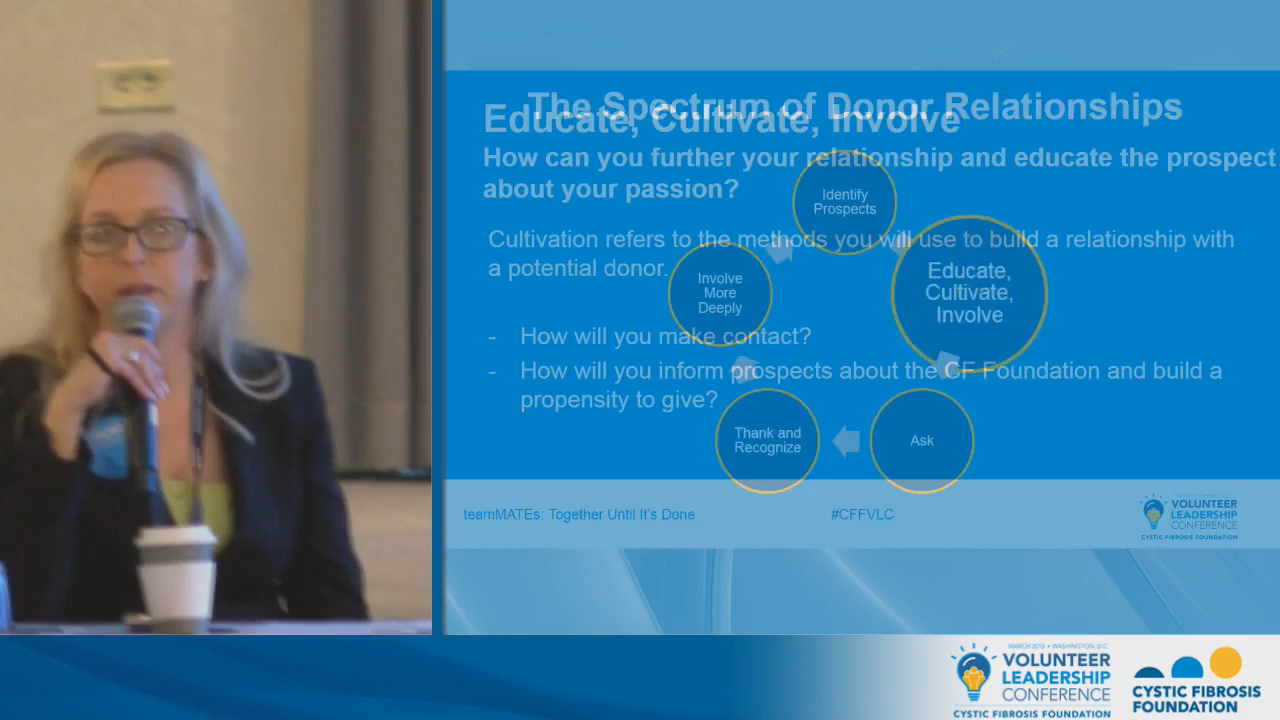 The Spectrum of Donor Relationships
Educate, Cultivate, Involve
How can you further your relationship and educate the prospect
about your passion?
Identify
Prospects
Cultivation refers to the methods you will use to build a relationship with
a potential donor.
Educate,
Cultivate,
Involve
Involve
More
Deeply
- How will you make contact?
- How will you inform prospects about the CF Foundation and build a
propensity to give?
Thank and
Recognize
Ask
teamMATEs: Together Until It's Done
#CFFVLC
VOLUNTEER
LEADERSHIP
CONFERENCE
CYSTIC FIBROSIS FOUNDATION
MARCH 2018 • WASHINGTON, D.C.
VOLUNTEER
LEADERSHIP
CONFERENCE
CYSTIC FIBROSIS FOUNDATION
CYSTIC FIBROSIS
FOUNDATION